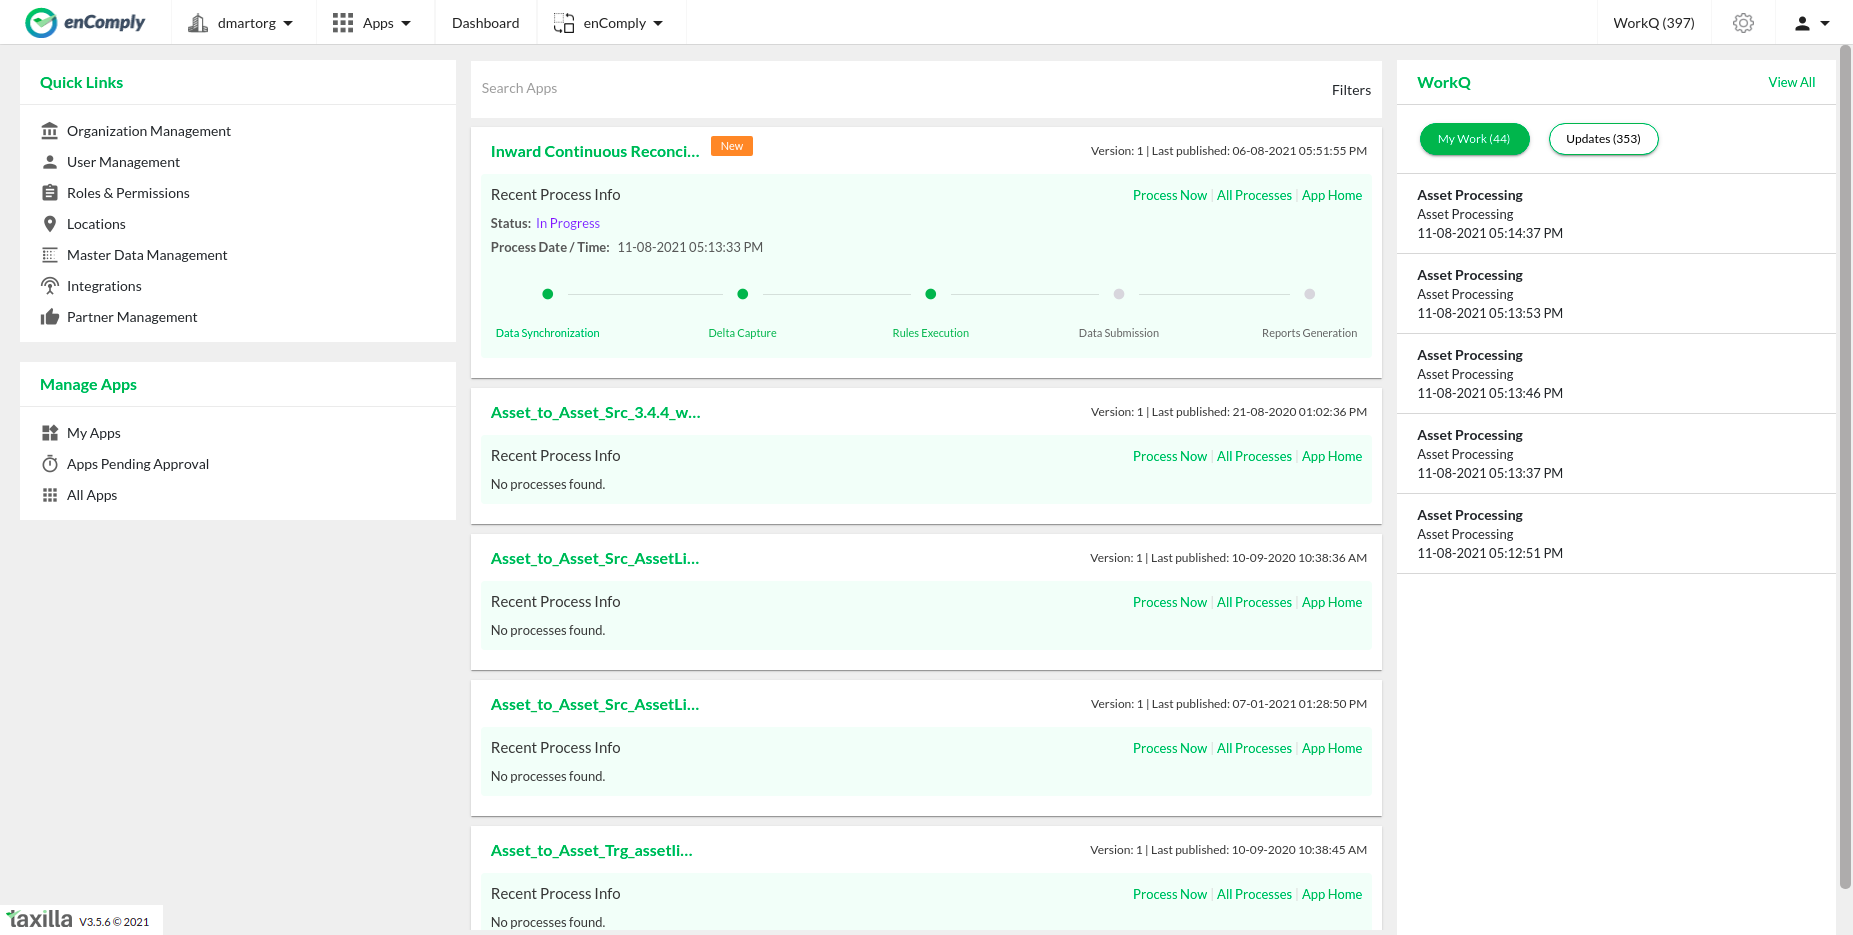 enComply
dmartorg
Apps
Dashboard
enComply
WorkQ (397)
Quick Links
Organization Management
User Management
Roles & Permissions
Locations
Master Data Management
Integrations
Partner Management
Manage Apps
My Apps
Apps Pending Approval
All Apps
Search Apps
Filters
Inward Continuous Reconci...
New
Version: 1 | Last published: 06-08-2021 05:51:55 PM
Recent Process Info
Process Now | All Processes | App Home
Status: In Progress
Process Date / Time: 11-08-2021 05:13:33 PM
Data Synchronization
Delta Capture
Rules Execution
Data Submission
Reports Generation
Asset_to_Asset_Src_3.4.4_w...
Version: 1 | Last published: 21-08-2020 01:02:36 PM
Recent Process Info
Process Now | All Processes | App Home
No processes found.
Asset_to_Asset_Src_AssetLi...
Version: 1 | Last published: 10-09-2020 10:38:36 AM
Recent Process Info
Process Now | All Processes | App Home
No processes found.
Asset_to_Asset_Src_AssetLi...
Version: 1 | Last published: 07-01-2021 01:28:50 PM
Recent Process Info
Process Now | All Processes | App Home
No processes found.
Asset_to_Asset_Trg_assetli...
Version: 1 | Last published: 10-09-2020 10:38:45 AM
Recent Process Info
Process Now | All Processes | App Home
No processes found.
WorkQ
View All
My Work (44)
Updates (353)
Asset Processing
Asset Processing
11-08-2021 05:14:37 PM
Asset Processing
Asset Processing
11-08-2021 05:13:53 PM
Asset Processing
Asset Processing
11-08-2021 05:13:46 PM
Asset Processing
Asset Processing
11-08-2021 05:13:37 PM
Asset Processing
Asset Processing
11-08-2021 05:12:51 PM
taxilla V3.5.6 © 2021